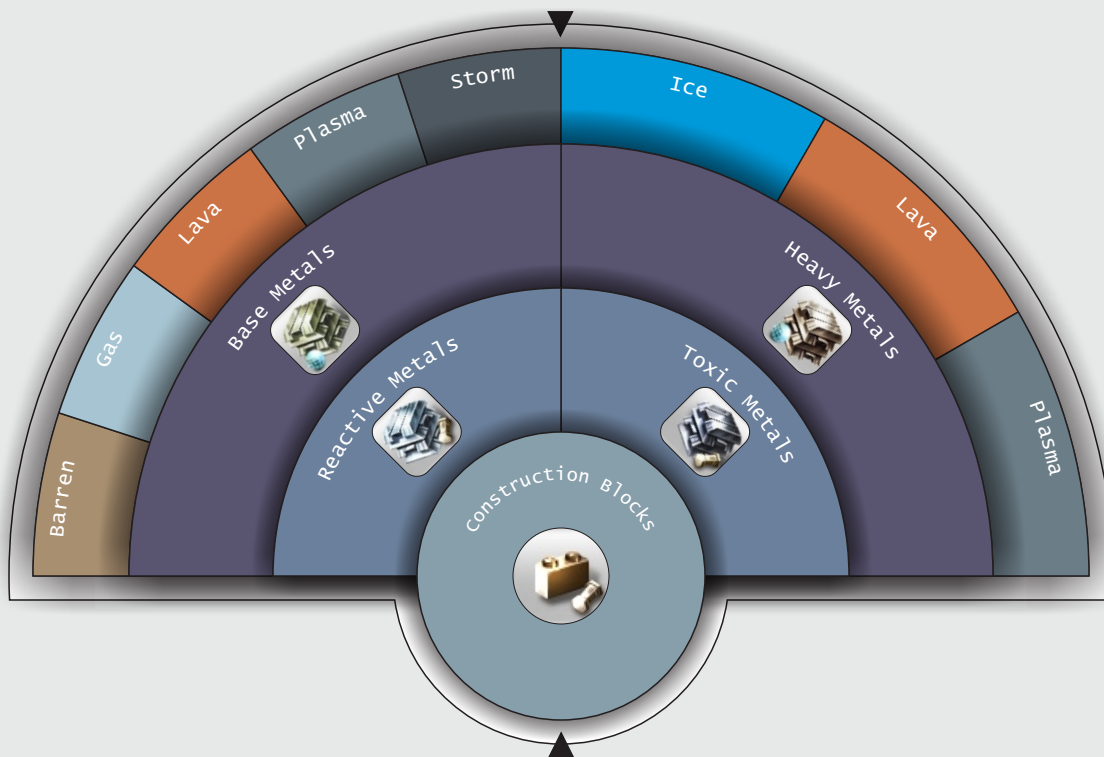 Storm
Ice
Plasma
Lava
Lava
Gas
Plasma
Barren
Base Metals
Heavy Metals
Reactive Metals
Toxic Metals
Construction Blocks